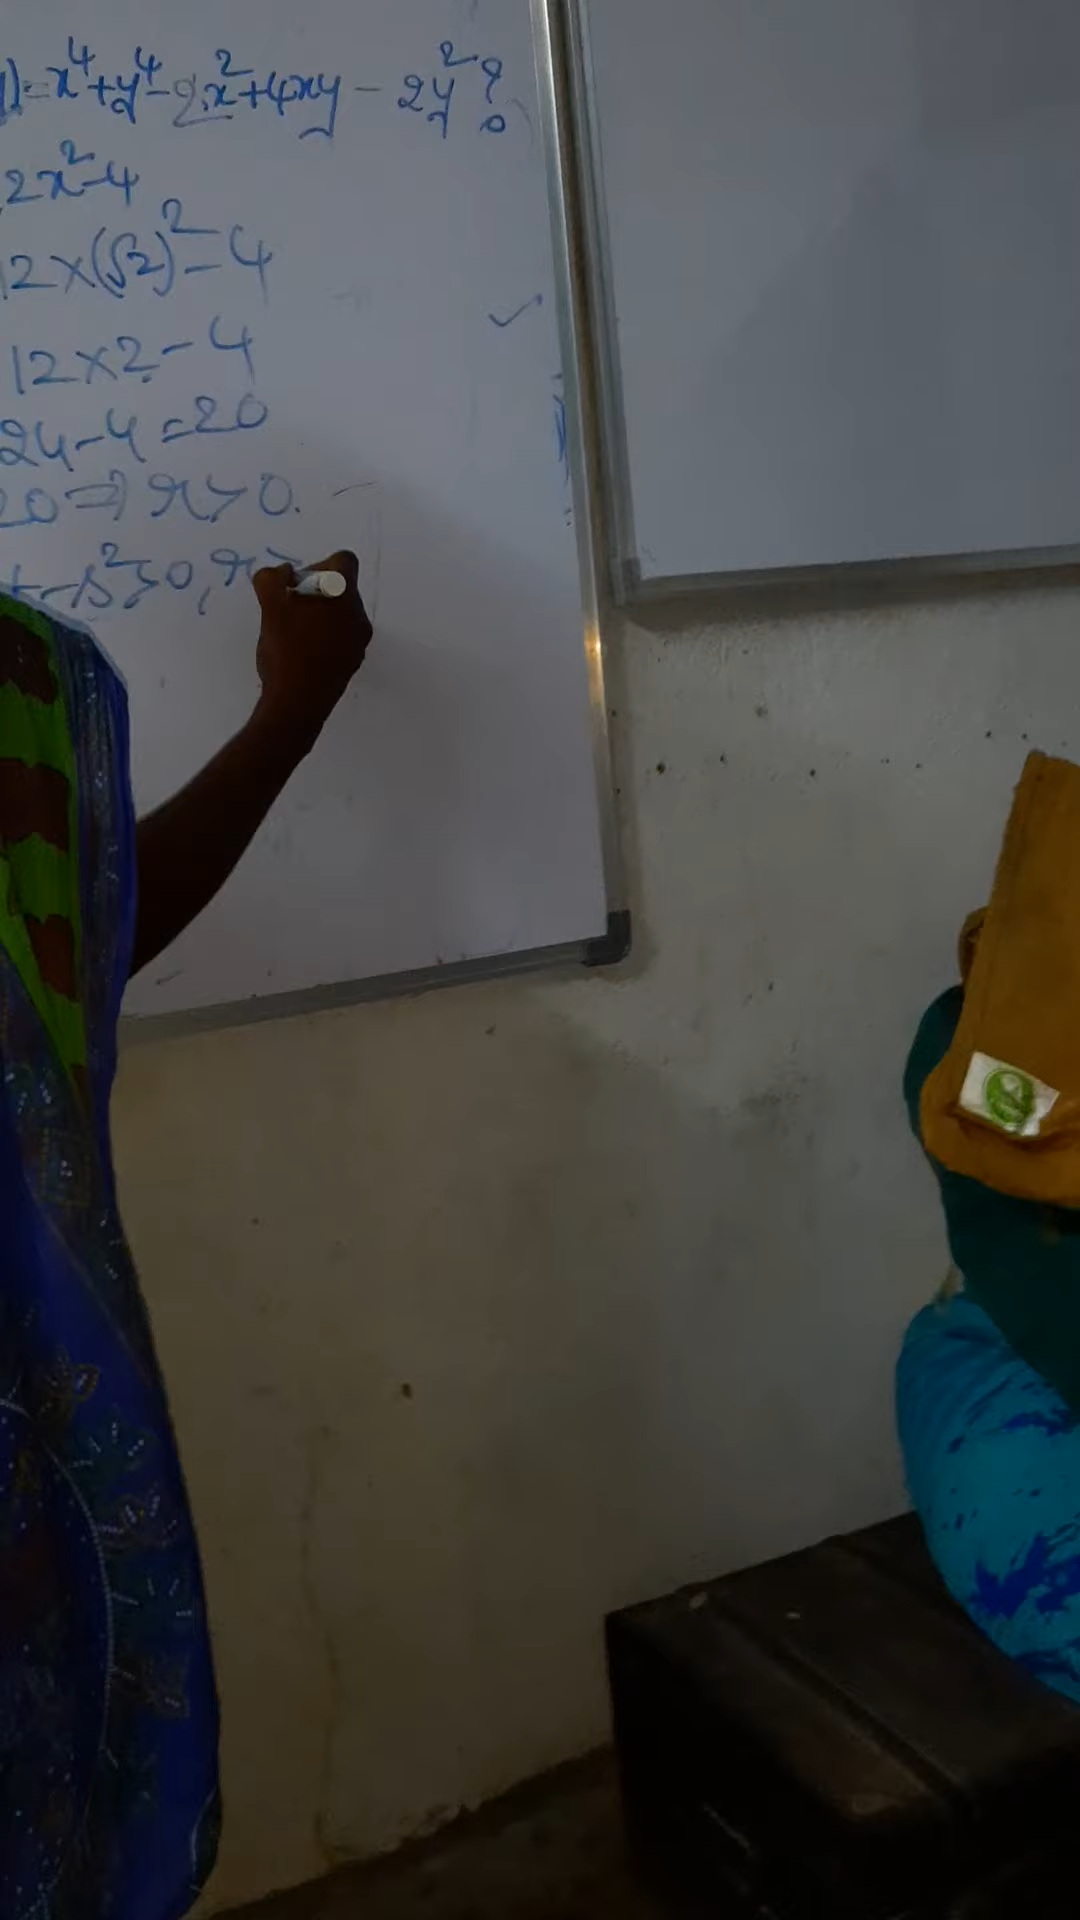 )=x⁴+y⁴-2x²+4xy-2y²?
2x²-4
12×(√2)²-4
12×2-4
24-4=20
20⇒r>0.
t-s²>0, r>